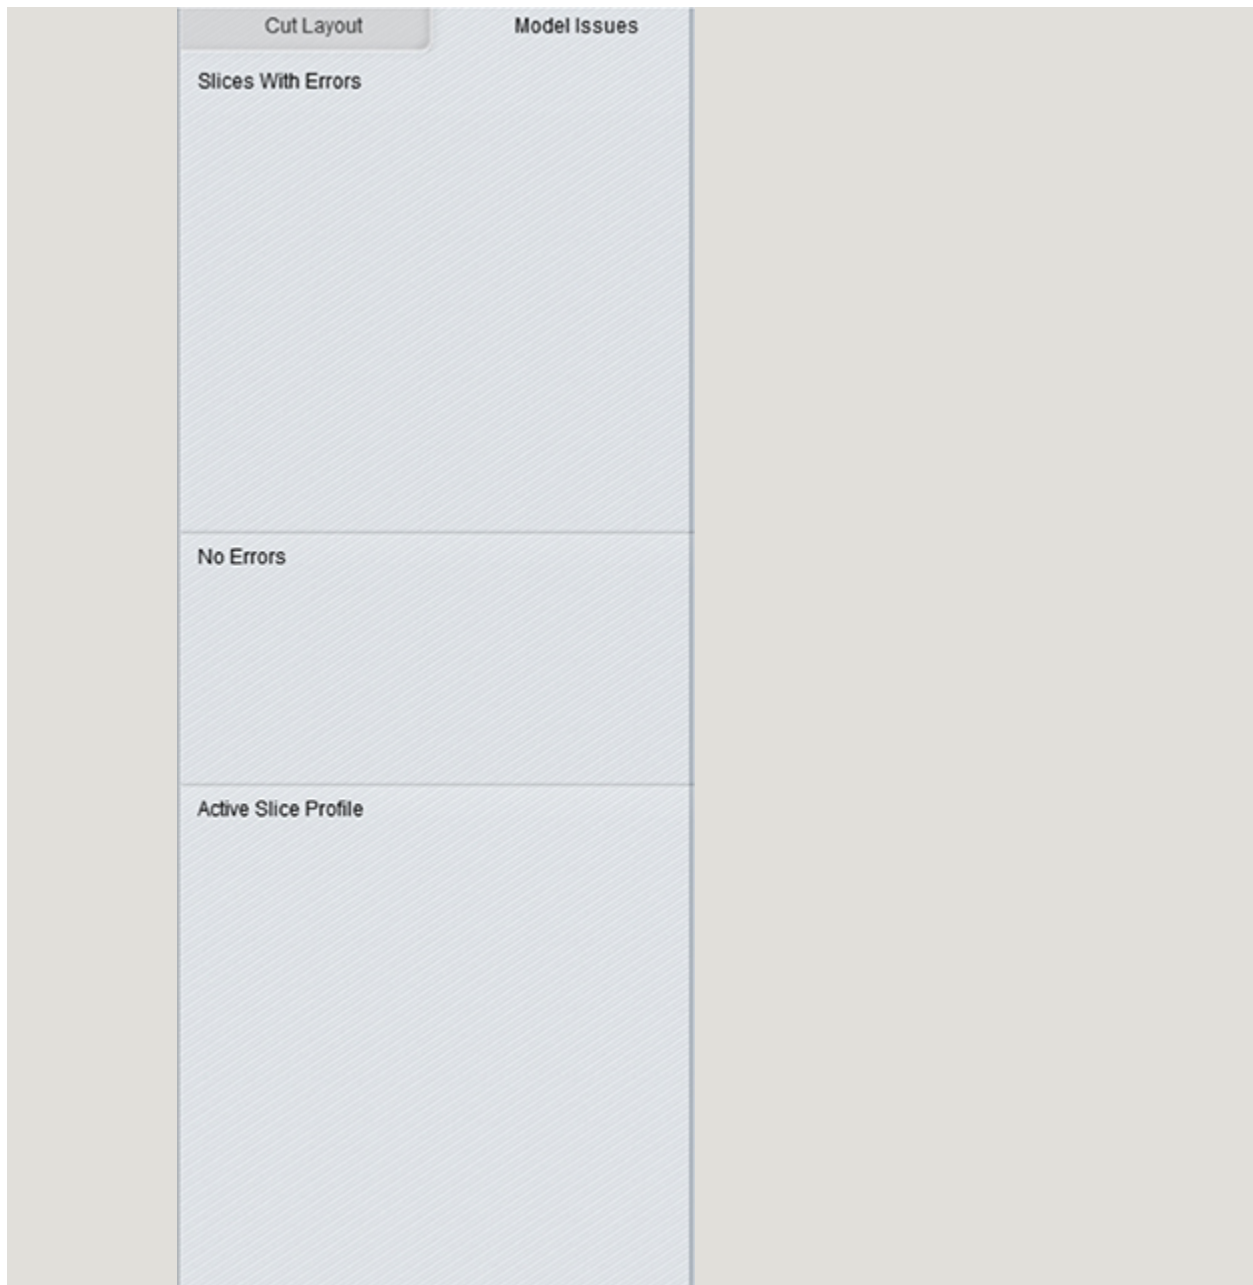 Cut Layout
Model Issues
Slices With Errors
No Errors
Active Slice Profile